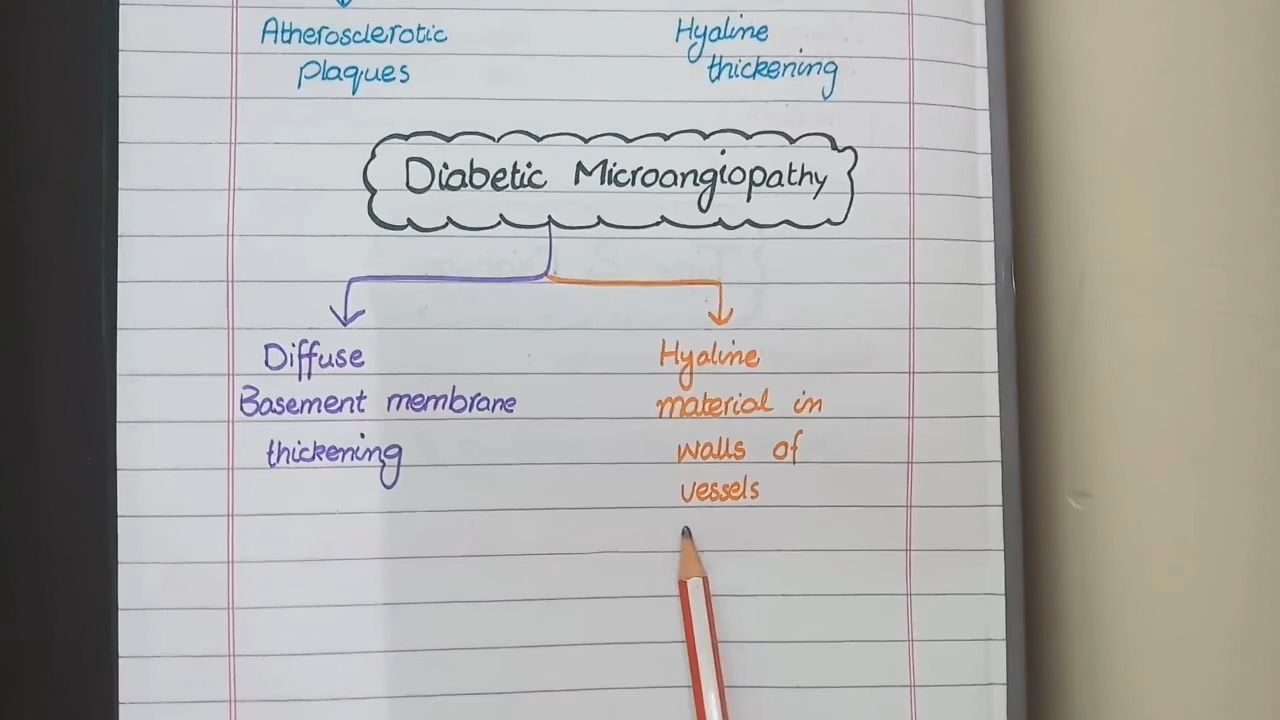 Atherosclerotic
plaques
Hyaline
thickening
Diabetic Microangiopathy
Diffuse
Basement membrane
thickening
Hyaline
material in
walls of
vessels